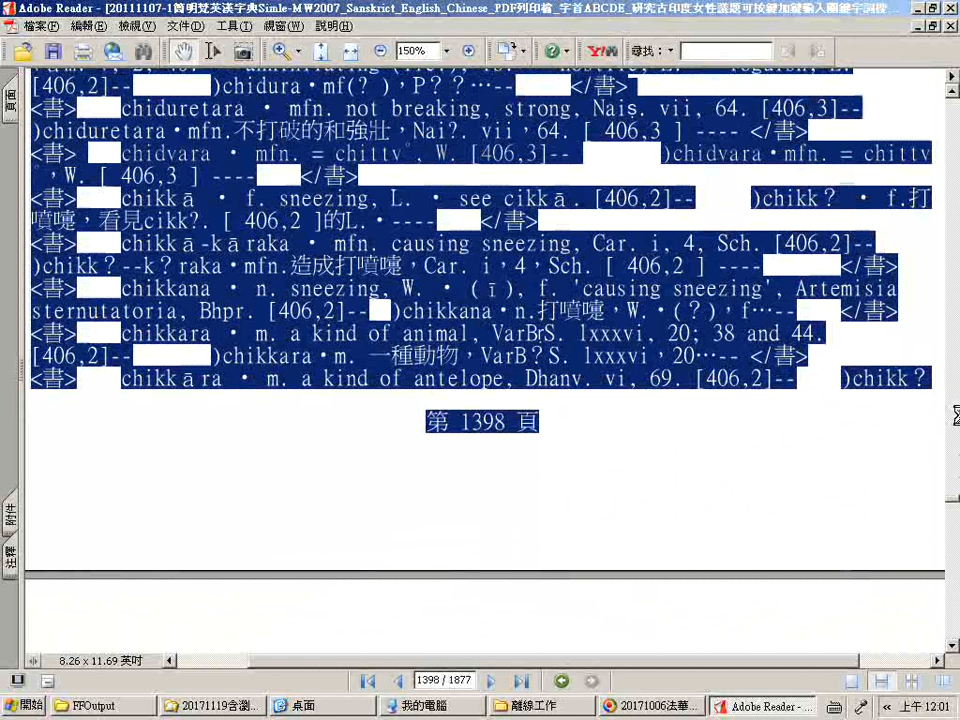 Adobe Reader - [20111107-1簡明梵英漢字典Simle-MW2007_Sanskrict_English_Chinese_PDF列印檔_字首ABCDE_研究古印度女性議題可按鍵加鍵輸入關鍵字詞搜
檔案(F) 編輯(E) 檢視(V) 文件(D) 工具(T) 視窗(W) 說明(H)
150% Y! 尋找:
頁面
[406,2]-- )chidura‧mf(? ),P??…-- </書>
<書> chiduretara ‧ mfn. not breaking, strong, Naiṣ. vii, 64. [406,3]--
)chiduretara‧mfn.不打破的和強壯,Nai?. vii,64. [ 406,3 ] ---- </書>
<書> chidvara ‧ mfn. = chittv°, W. [406,3]-- )chidvara‧mfn. = chittv
°,W. [ 406,3 ] ---- </書>
<書> chikkā ‧ f. sneezing, L. ‧ see cikkā. [406,2]-- )chikk? ‧ f.打
噴嚏,看見cikk?. [ 406,2 ]的L.‧---- </書>
<書> chikkā-kāraka ‧ mfn. causing sneezing, Car. i, 4, Sch. [406,2]--
)chikk?--k?raka‧mfn.造成打噴嚏,Car. i,4,Sch. [ 406,2 ] ---- </書>
<書> chikkana ‧ n. sneezing, W. ‧ (ī), f. 'causing sneezing', Artemisia
sternutatoria, Bhpr. [406,2]-- )chikkana‧n.打噴嚏,W.‧(?),f…-- </書>
<書> chikkara ‧ m. a kind of animal, VarBrS. lxxxvi, 20; 38 and 44.
[406,2]-- )chikkara‧m. 一種動物,VarB?S. lxxxvi,20…-- </書>
<書> chikkāra ‧ m. a kind of antelope, Dhanv. vi, 69. [406,2]-- )chikk?
第 1398 頁
附件
注釋
8.26 x 11.69 英吋
1398 / 1877
開始 FFOutput 20171119含瀏... 桌面 我的電腦 離線工作 20171006法華... Adobe Reader - [... 上午 12:01